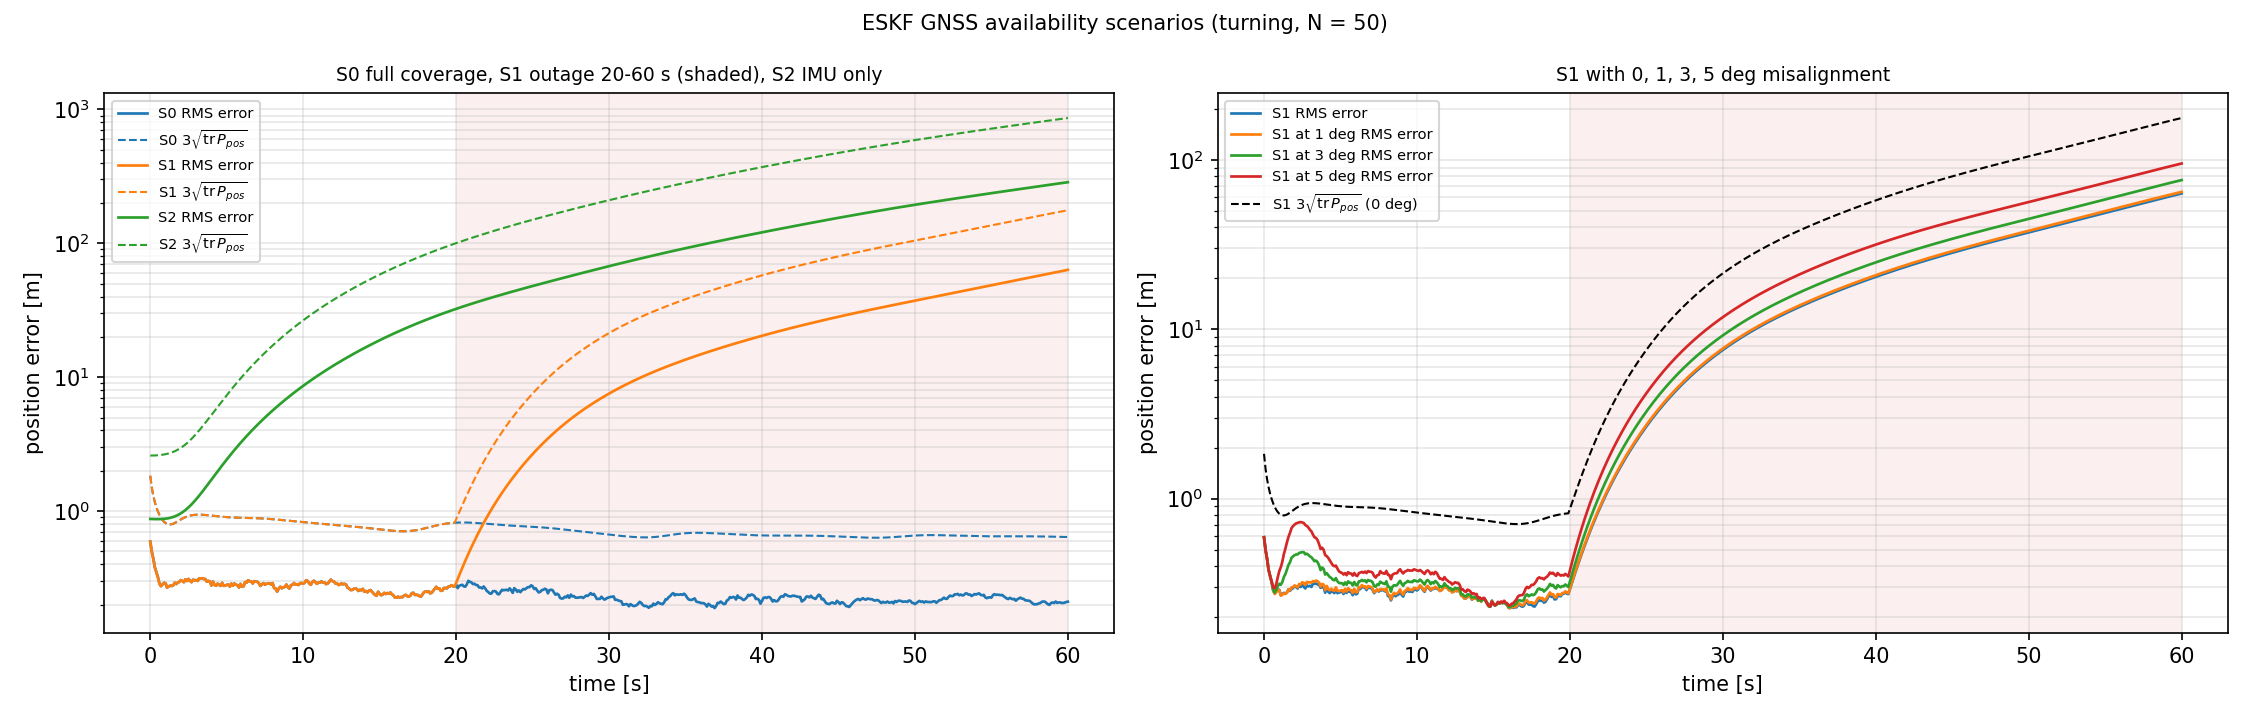 ESKF GNSS availability scenarios (turning, N = 50)
S0 full coverage, S1 outage 20-60 s (shaded), S2 IMU only
position error [m]
10³
10²
10¹
10⁰
S0 RMS error
S0 3√tr P_pos
S1 RMS error
S1 3√tr P_pos
S2 RMS error
S2 3√tr P_pos
0 10 20 30 40 50 60
time [s]
S1 with 0, 1, 3, 5 deg misalignment
position error [m]
10²
10¹
10⁰
S1 RMS error
S1 at 1 deg RMS error
S1 at 3 deg RMS error
S1 at 5 deg RMS error
S1 3√tr P_pos (0 deg)
0 10 20 30 40 50 60
time [s]